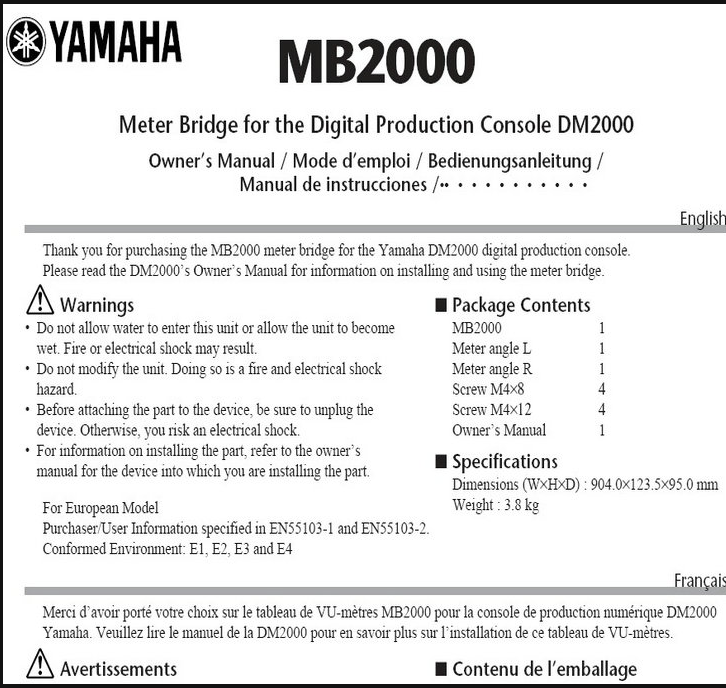 YAMAHA
MB2000
Meter Bridge for the Digital Production Console DM2000
Owner's Manual / Mode d'emploi / Bedienungsanleitung /
Manual de instrucciones /·· · · · · · · · · · ·
English
Thank you for purchasing the MB2000 meter bridge for the Yamaha DM2000 digital production console.
Please read the DM2000's Owner's Manual for information on installing and using the meter bridge.
Warnings
• Do not allow water to enter this unit or allow the unit to become
wet. Fire or electrical shock may result.
• Do not modify the unit. Doing so is a fire and electrical shock
hazard.
• Before attaching the part to the device, be sure to unplug the
device. Otherwise, you risk an electrical shock.
• For information on installing the part, refer to the owner's
manual for the device into which you are installing the part.
For European Model
Purchaser/User Information specified in EN55103-1 and EN55103-2.
Conformed Environment: E1, E2, E3 and E4
■ Package Contents
MB2000 1
Meter angle L 1
Meter angle R 1
Screw M4×8 4
Screw M4×12 4
Owner's Manual 1
■ Specifications
Dimensions (W×H×D) : 904.0×123.5×95.0 mm
Weight : 3.8 kg
Français
Merci d'avoir porté votre choix sur le tableau de VU-mètres MB2000 pour la console de production numérique DM2000
Yamaha. Veuillez lire le manuel de la DM2000 pour en savoir plus sur l'installation de ce tableau de VU-mètres.
Avertissements
■ Contenu de l'emballage